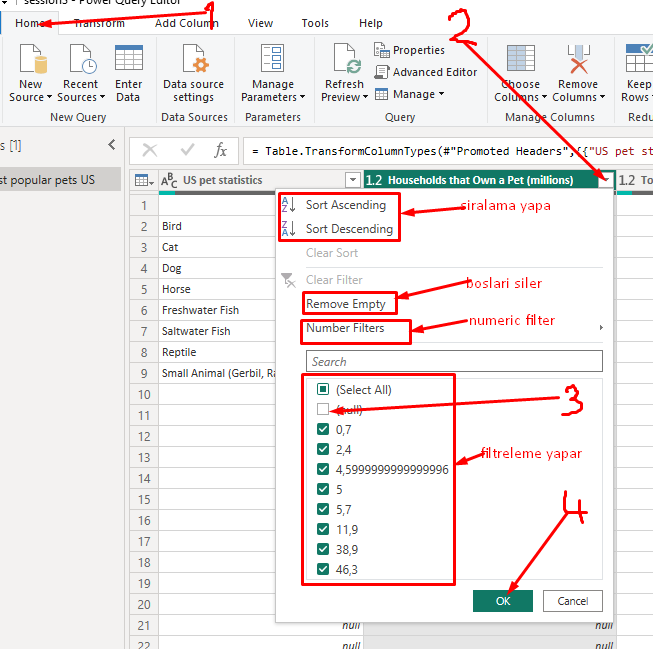 session3 - Power Query Editor
Home Transform Add Column View Tools Help
1
2
New Source
Recent Sources
Enter Data
New Query
Data source settings
Data Sources
Manage Parameters
Parameters
Refresh Preview
Properties
Advanced Editor
Manage
Query
Choose Columns
Remove Columns
Manage Columns
Keep Rows
Redu
s [1]
fx
= Table.TransformColumnTypes(#"Promoted Headers",{{"US pet st
st popular pets US
ABC US pet statistics
1.2 Households that Own a Pet (millions)
1.2 To
1
2 Bird
3 Cat
4 Dog
5 Horse
6 Freshwater Fish
7 Saltwater Fish
8 Reptile
9 Small Animal (Gerbil, Ra
10
11
12
13
14
15
16
17
18
19
20
21 null null
22 null null
Sort Ascending
Sort Descending
siralama yapa
Clear Sort
Clear Filter
boslari siler
Remove Empty
Number Filters
numeric filter
Search
(Select All)
(null)
3
0,7
2,4
filtreleme yapar
4,5999999999999996
5
5,7
11,9
38,9
46,3
4
OK
Cancel